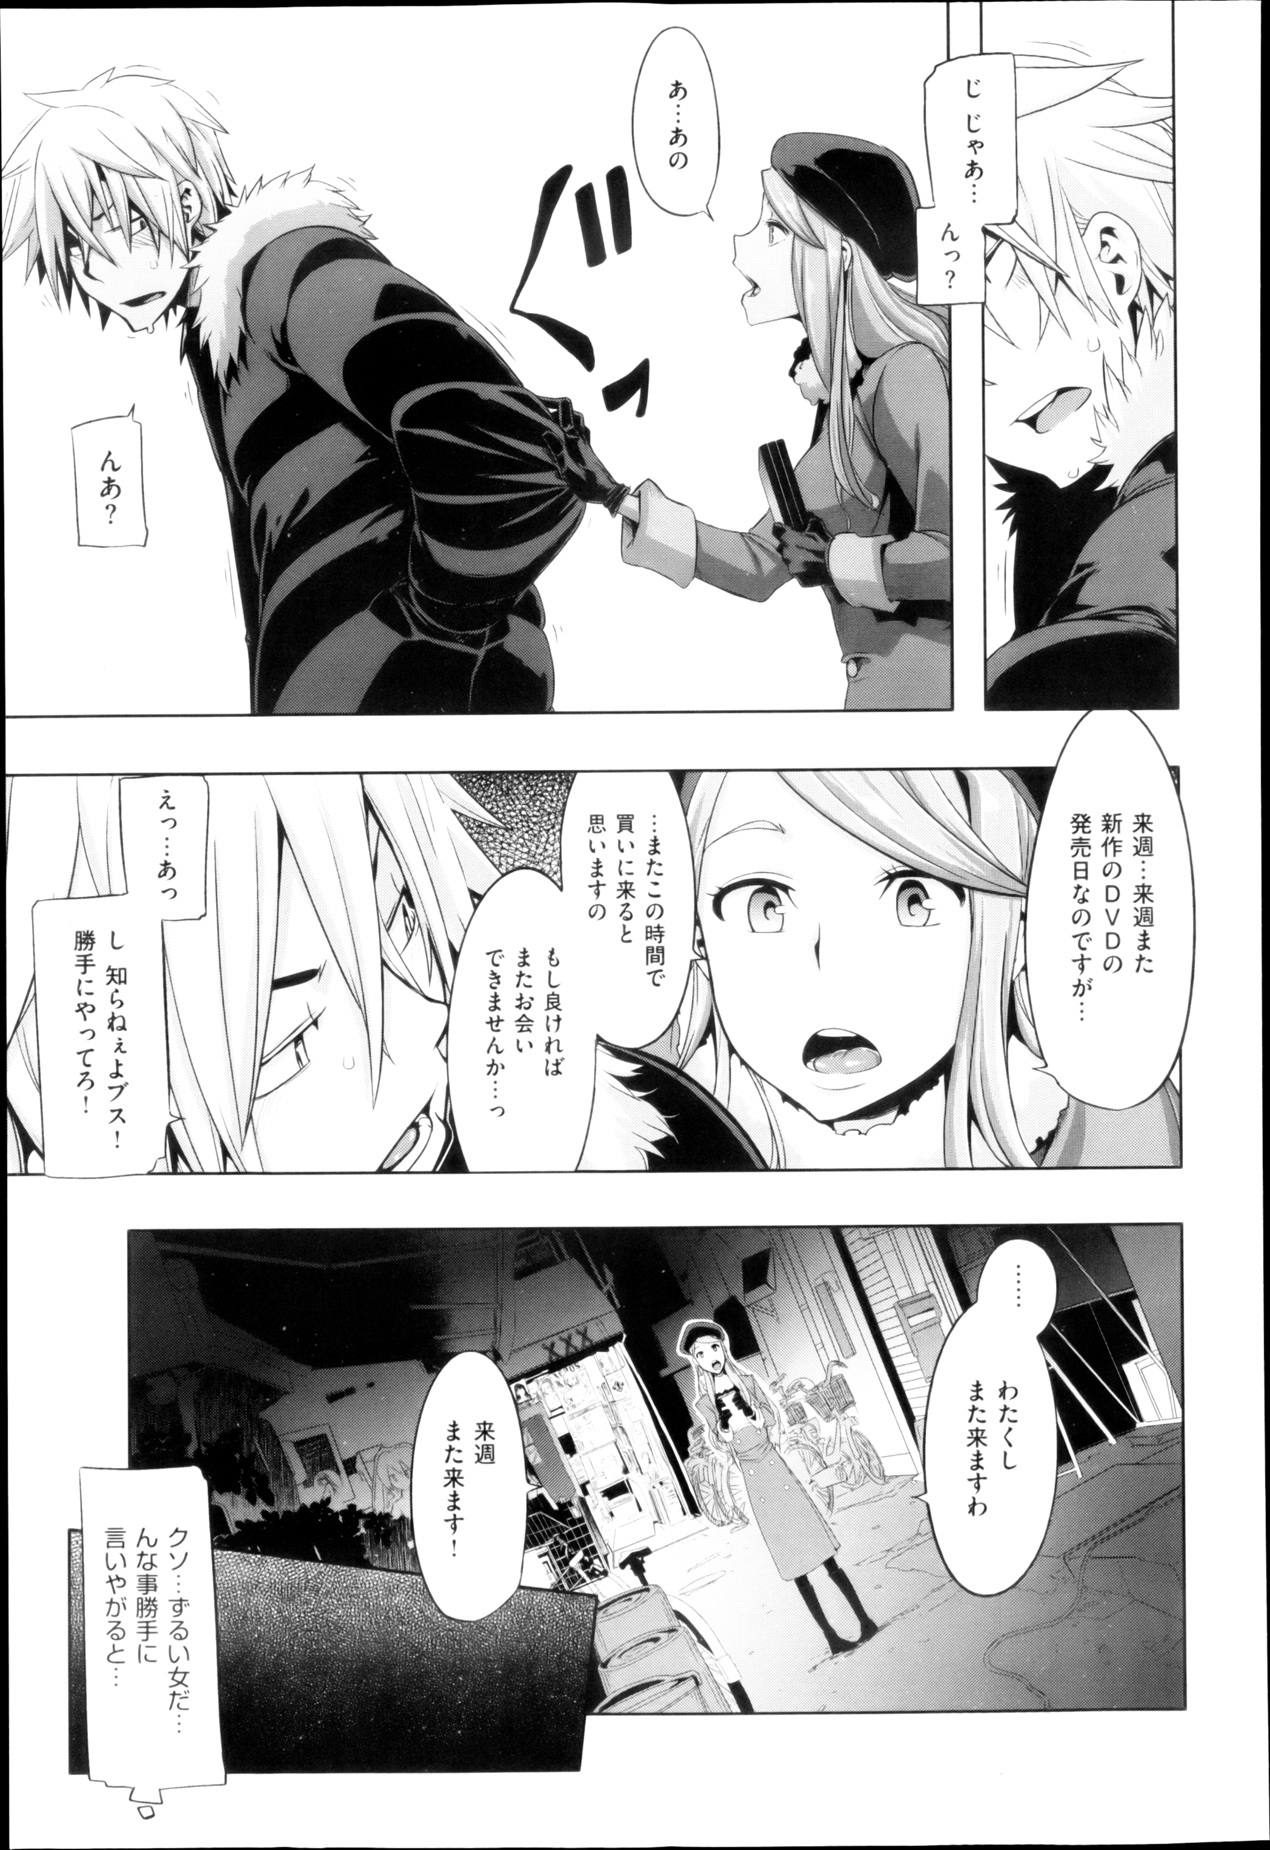 じ じゃあ…
んっ?
あ…あの
グッ
んあ?
来週…来週また
新作のDVDの
発売日なのですが…
…またこの時間で
買いに来ると
思いますの
もし良ければ
またお会い
できませんか…っ
えっ…あっ
し 知らねぇよブス!
勝手にやってろ!
……
わたくし
また来ますわ
XXX
来週
また来ます!
クソ…ずるい女だ…
んな事勝手に
言いやがると…